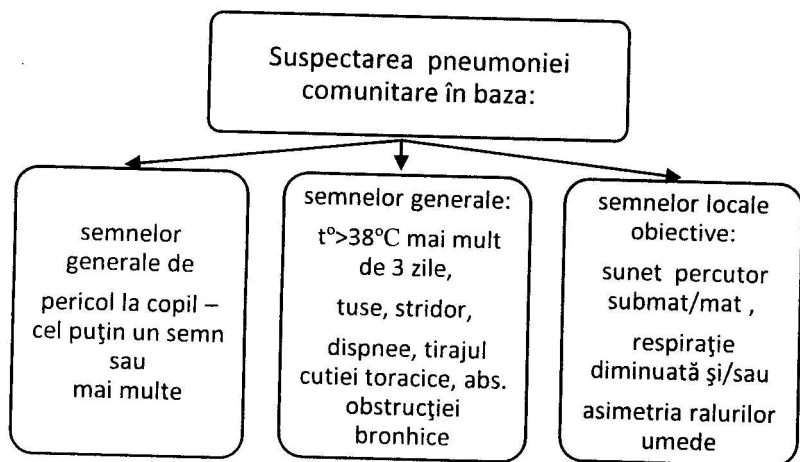 Suspectarea pneumoniei
comunitare în baza:
semnelor
generale de
pericol la copil –
cel puţin un semn
sau
mai multe
semnelor generale:
t⁰>38°C mai mult
de 3 zile,
tuse, stridor,
dispnee, tirajul
cutiei toracice, abs.
obstrucţiei
bronhice
semnelor locale
obiective:
sunet percutor
submat/mat ,
respiraţie
diminuată şi/sau
asimetria ralurilor
umede